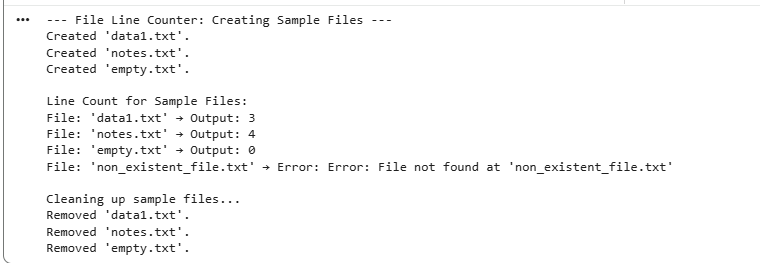 --- File Line Counter: Creating Sample Files ---
Created 'data1.txt'.
Created 'notes.txt'.
Created 'empty.txt'.
Line Count for Sample Files:
File: 'data1.txt' → Output: 3
File: 'notes.txt' → Output: 4
File: 'empty.txt' → Output: 0
File: 'non_existent_file.txt' → Error: Error: File not found at 'non_existent_file.txt'
Cleaning up sample files...
Removed 'data1.txt'.
Removed 'notes.txt'.
Removed 'empty.txt'.